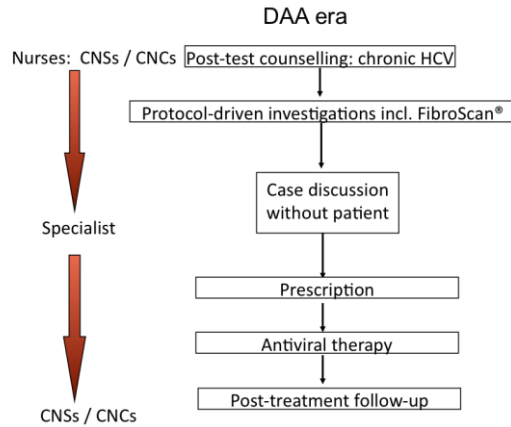 DAA era
Nurses: CNSs / CNCs
Post-test counselling: chronic HCV
Protocol-driven investigations incl. FibroScan®
Case discussion
without patient
Specialist
Prescription
Antiviral therapy
Post-treatment follow-up
CNSs / CNCs